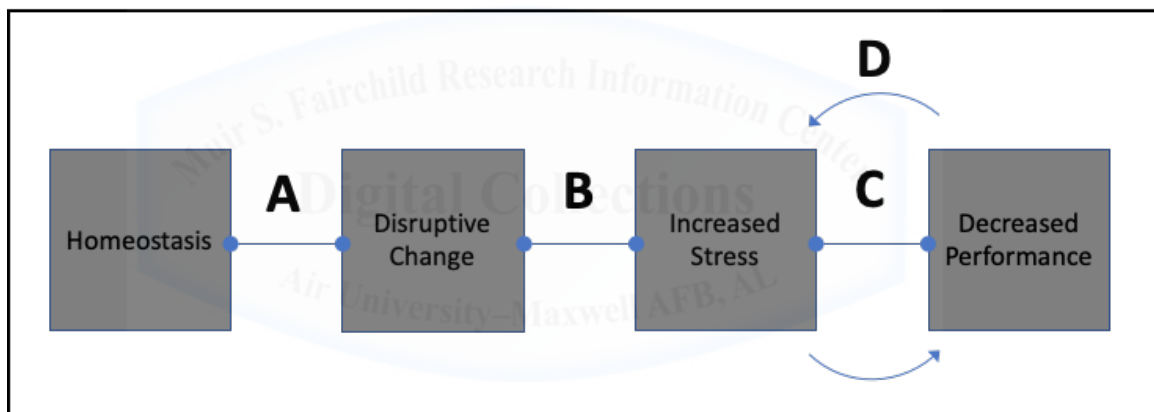 D
A
B
C
Homeostasis
Disruptive
Change
Increased
Stress
Decreased
Performance
Muir S. Fairchild Research Information Center
Digital Collections
Air University–Maxwell AFB, AL